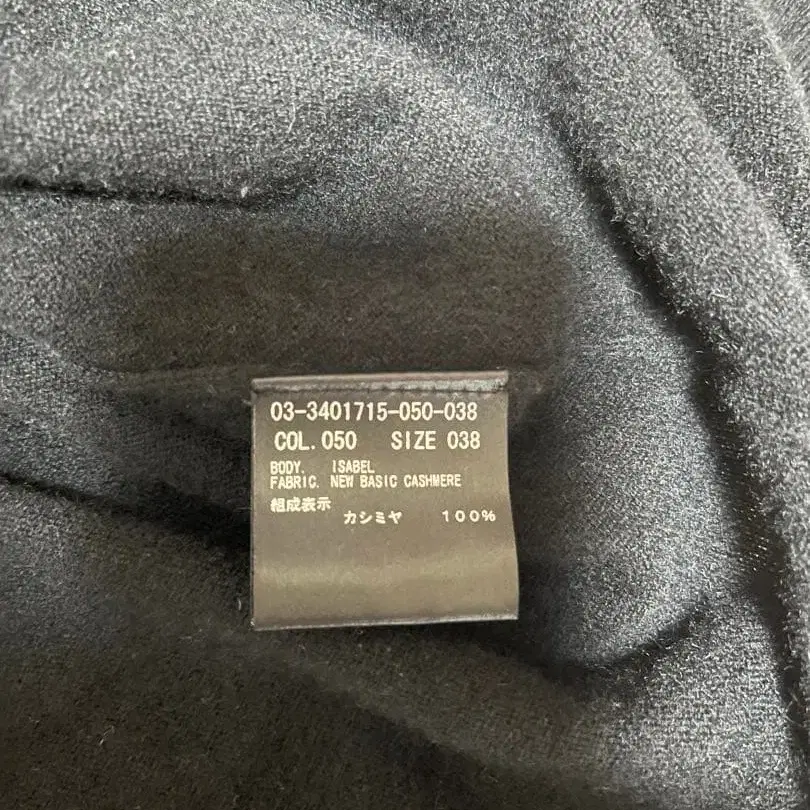 03-3401715-050-038
COL. 050 SIZE 038
BODY. ISABEL
FABRIC. NEW BASIC CASHMERE
組成表示
カシミヤ 100%